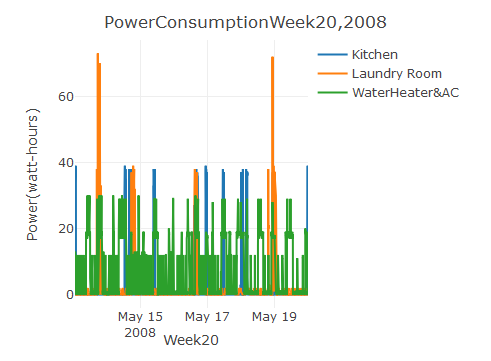 PowerConsumptionWeek20,2008
Kitchen
Laundry Room
WaterHeater&AC
Power(watt-hours)
60
40
20
0
May 15
2008
May 17
May 19
Week20